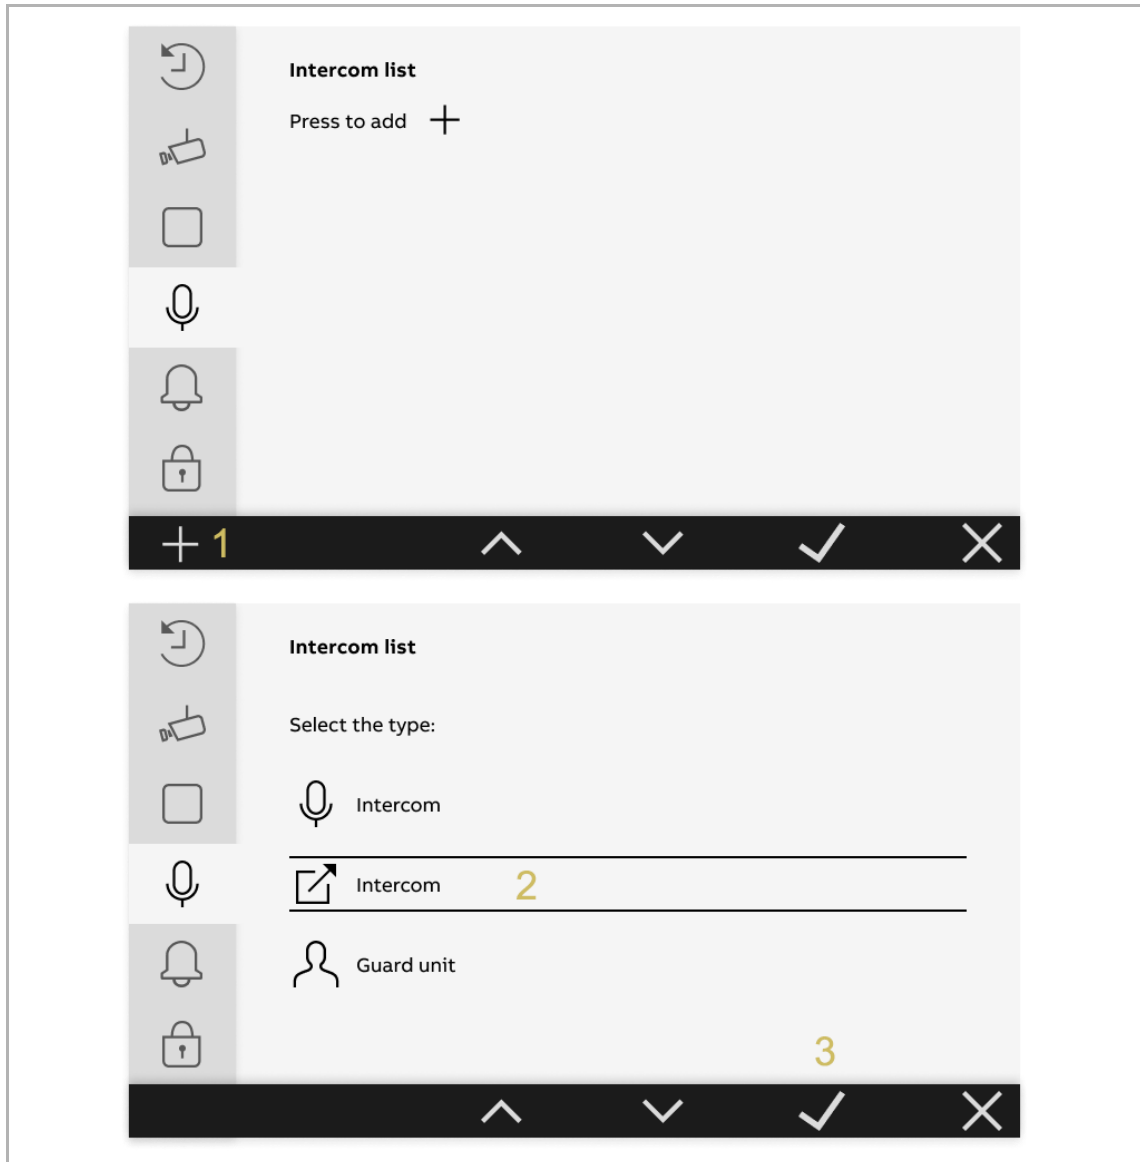 Intercom list
Press to add
1
Intercom list
Select the type:
Intercom
Intercom 2
Guard unit
3